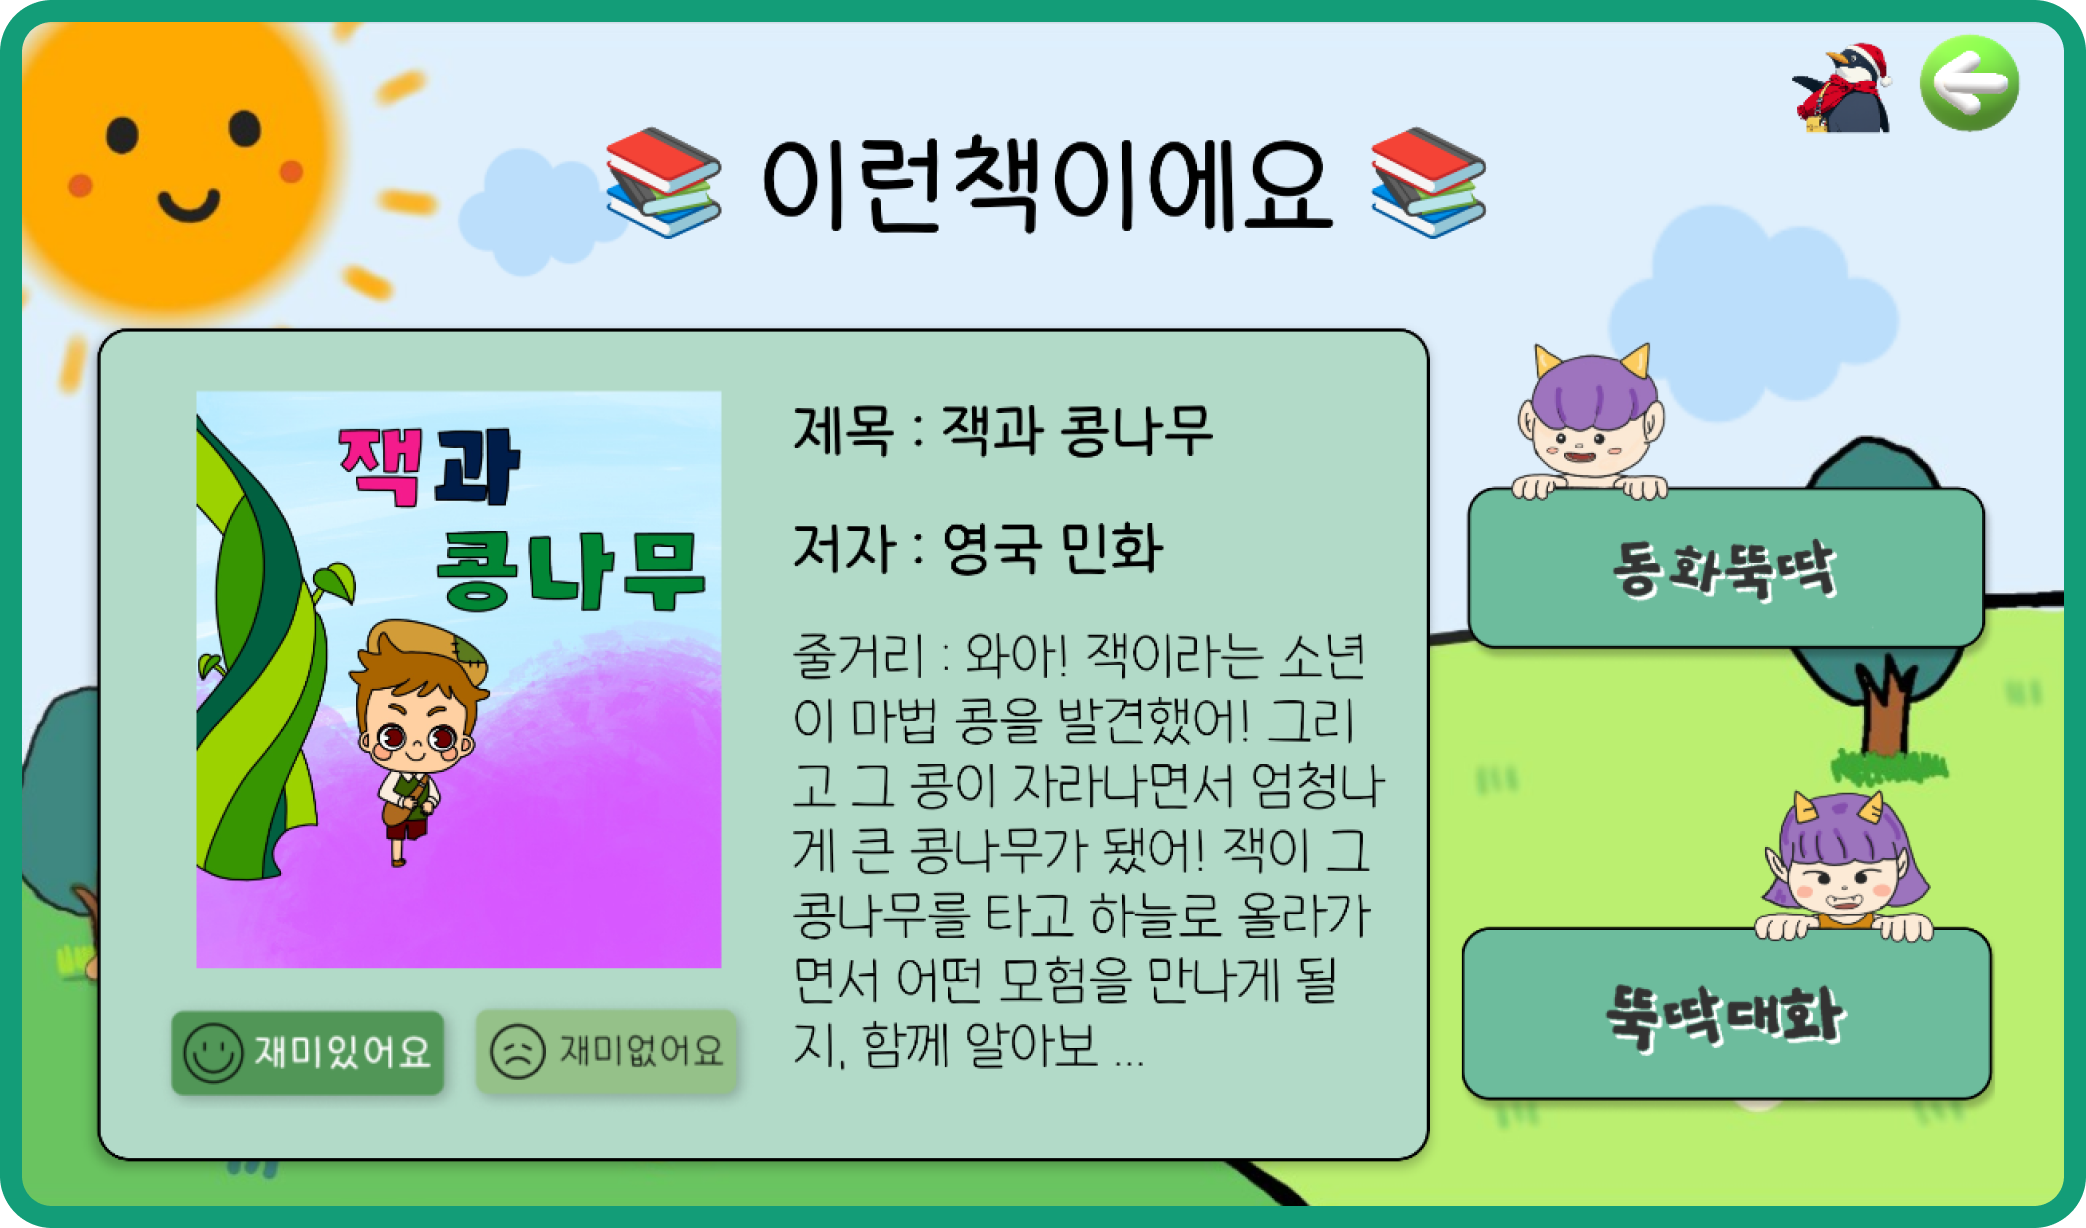 📚 이런책이에요 📚
잭과
콩나무
제목 : 잭과 콩나무
저자 : 영국 민화
줄거리 : 와아! 잭이라는 소년
이 마법 콩을 발견했어! 그리
고 그 콩이 자라나면서 엄청나
게 큰 콩나무가 됐어! 잭이 그
콩나무를 타고 하늘로 올라가
면서 어떤 모험을 만나게 될
지, 함께 알아보 ...
재미있어요
재미없어요
동화뚝딱
뚝딱대화